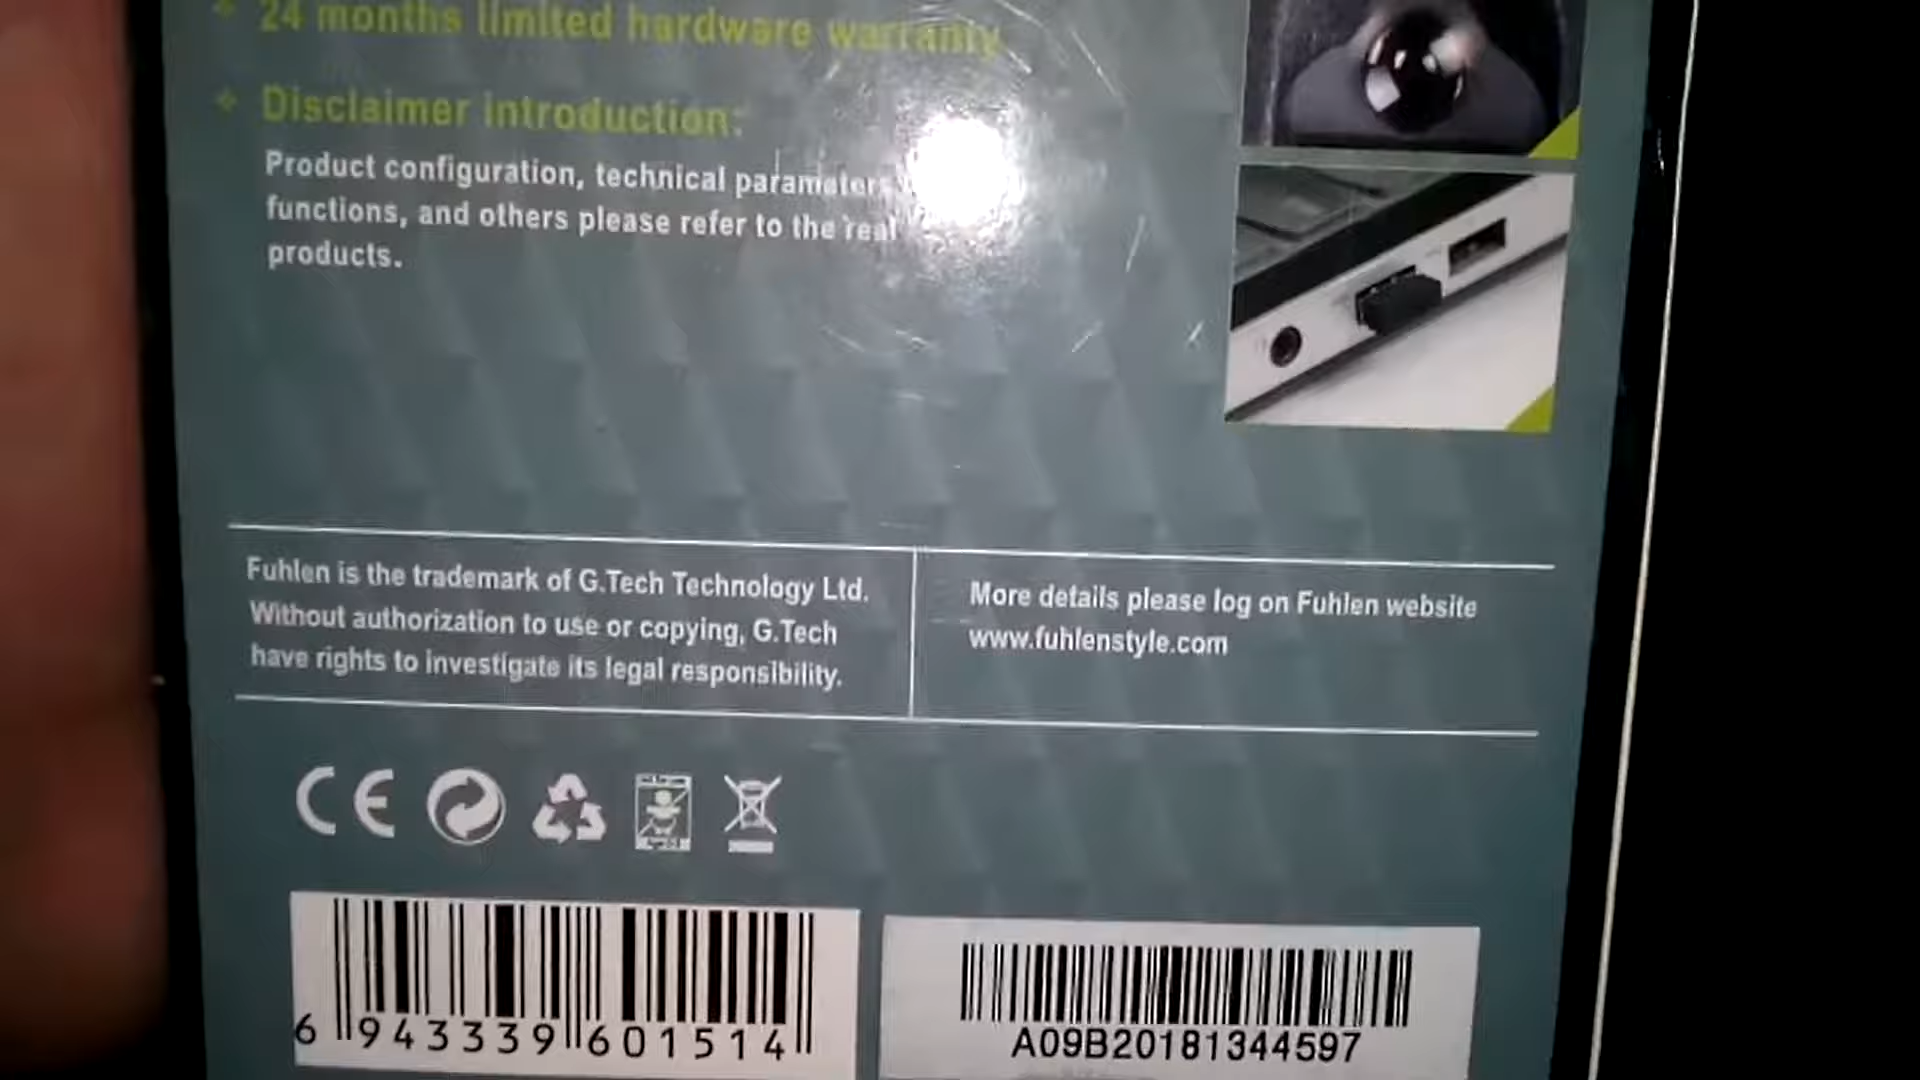 24 months limited hardware warranty
Disclaimer introduction:
Product configuration, technical parameters
functions, and others please refer to the real
products.
Fuhlen is the trademark of G.Tech Technology Ltd.
Without authorization to use or copying, G.Tech
have rights to investigate its legal responsibility.
More details please log on Fuhlen website
www.fuhlenstyle.com
CE
6 943339 601514
A09B20181344597